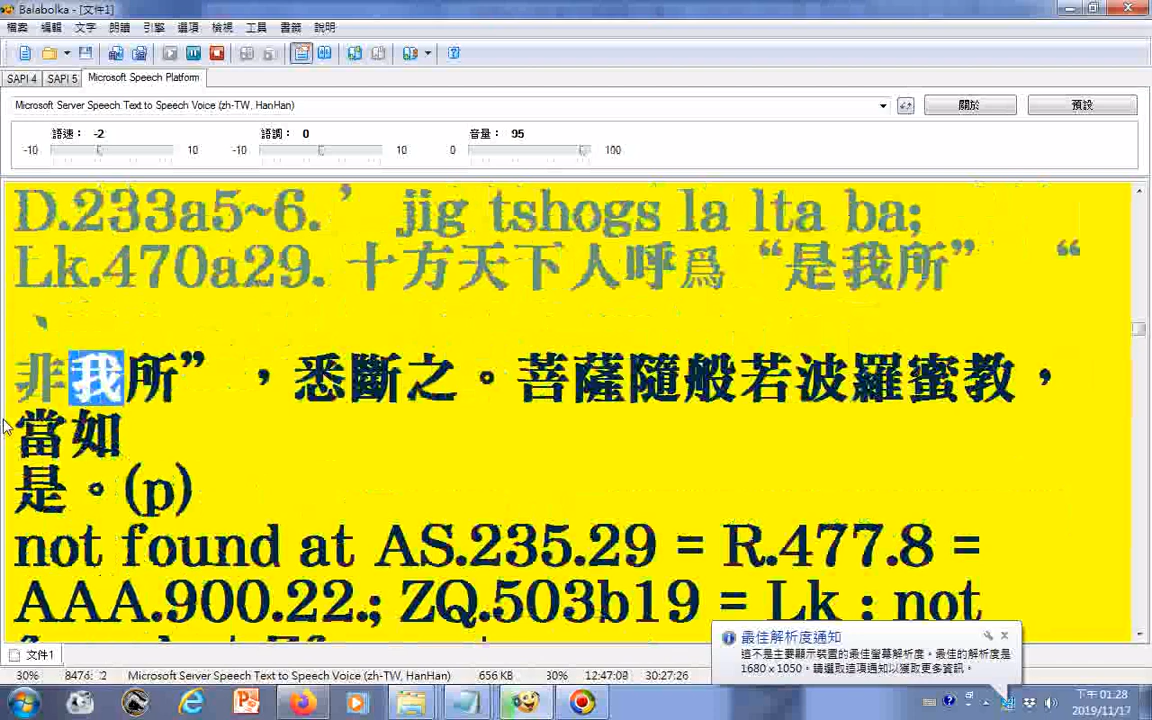 Balabolka - [文件1]
檔案 編輯 文字 朗讀 引擎 選項 檢視 工具 書籤 說明
SAPI 4 SAPI 5 Microsoft Speech Platform
Microsoft Server Speech Text to Speech Voice (zh-TW, HanHan) 關於 預設
語速： -2 語調： 0 音量： 95
-10 10 -10 10 0 100
D.233a5~6.’ jig tshogs la lta ba;
Lk.470a29. 十方天下人呼爲“是我所” “
、
非我所”，悉斷之。菩薩隨般若波羅蜜教，
當如
是。(p)
not found at AS.235.29 = R.477.8 =
AAA.900.22.; ZQ.503b19 = Lk : not
最佳解析度通知
這不是主要顯示裝置的最佳螢幕解析度。最佳的解析度是
1680 x 1050。請選取這項通知以獲取更多資訊。
文件1
30% Microsoft Server Speech Text to Speech Voice (zh-TW, HanHan) 656 KB 30% 12:47:08 30:27:26
下午 01:28
2019/11/17